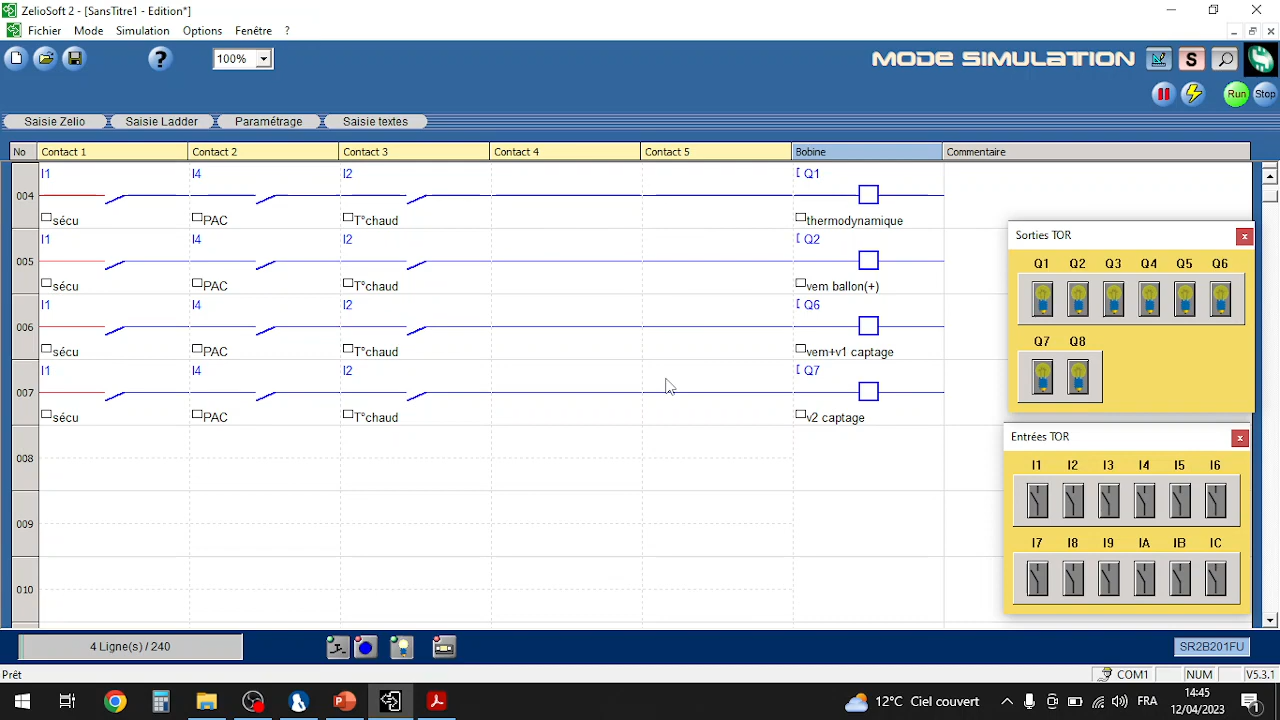 ZelioSoft 2 - [SansTitre1 - Edition*]
Fichier Mode Simulation Options Fenêtre ?
? 100% MODE SIMULATION S
Run Stop
Saisie Zelio Saisie Ladder Paramétrage Saisie textes
No Contact 1 Contact 2 Contact 3 Contact 4 Contact 5 Bobine Commentaire
I1 I4 I2 [ Q1
004
sécu PAC T°chaud thermodynamique
I1 I4 I2 [ Q2
005
sécu PAC T°chaud vem ballon(+)
I1 I4 I2 [ Q6
006
sécu PAC T°chaud vem+v1 captage
I1 I4 I2 [ Q7
007
sécu PAC T°chaud v2 captage
008
009
010
Sorties TOR
Q1 Q2 Q3 Q4 Q5 Q6
Q7 Q8
Entrées TOR
I1 I2 I3 I4 I5 I6
I7 I8 I9 IA IB IC
4 Ligne(s) / 240 SR2B201FU
Prêt COM1 NUM V5.3.1
12°C Ciel couvert FRA 14:45
12/04/2023 1